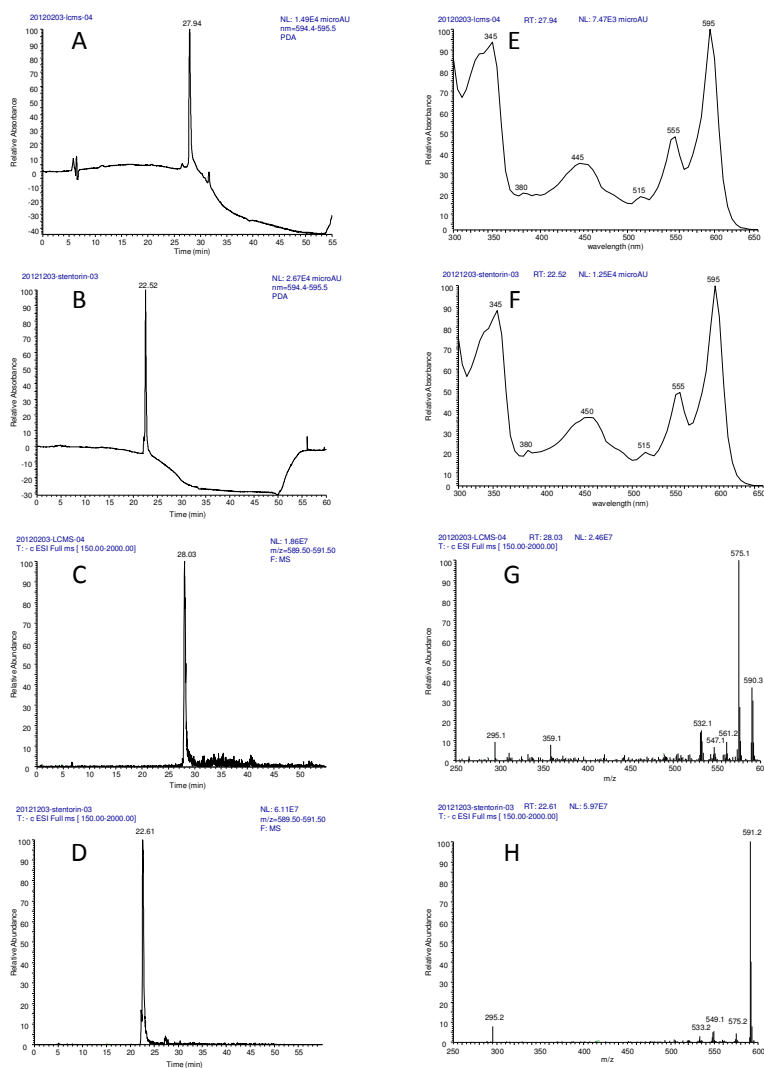 20120203-lcms-04
NL: 1.49E4 microAU
nm=594.4-595.5
PDA
A
27.94
Relative Absorbance
100
90
80
70
60
50
40
30
20
10
0
-10
-20
-30
-40
0 5 10 15 20 25 30 35 40 45 50 55
Time (min)
20120203-lcms-04 RT: 27.94 NL: 7.47E3 microAU
E
345
380
445
515
555
595
Relative Absorbance
100
90
80
70
60
50
40
30
20
10
0
300 350 400 450 500 550 600 650
wavelength (nm)
20121203-stentorin-03
NL: 2.67E4 microAU
nm=594.4-595.5
PDA
B
22.52
Relative Absorbance
100
90
80
70
60
50
40
30
20
10
0
-10
-20
-30
0 5 10 15 20 25 30 35 40 45 50 55 60
Time (min)
20121203-stentorin-03 RT: 22.52 NL: 1.25E4 microAU
F
345
380
450
515
555
595
Relative Absorbance
100
80
60
40
20
0
300 350 400 450 500 550 600 650
wavelength (nm)
20120203-LCMS-04
T: - c ESI Full ms [ 150.00-2000.00]
NL: 1.86E7
m/z=589.50-591.50
F: MS
C
28.03
Relative Abundance
100
90
80
70
60
50
40
30
20
10
0
0 10 20 30 40 50
Time (min)
20120203-LCMS-04 RT: 28.03 NL: 2.46E7
T: - c ESI Full ms [ 150.00-2000.00]
G
295.1
359.1
532.1
547.1
561.2
575.1
590.3
Relative Abundance
100
90
80
70
60
50
40
30
20
10
0
250 300 350 400 450 500 550 600
m/z
20121203-stentorin-03
T: - c ESI Full ms [ 150.00-2000.00]
NL: 6.11E7
m/z=589.50-591.50
F: MS
D
22.61
Relative Abundance
100
90
80
70
60
50
40
30
20
10
0
0 10 20 30 40 50
Time (min)
20121203-stentorin-03 RT: 22.61 NL: 5.97E7
T: - c ESI Full ms [ 150.00-2000.00]
H
295.2
533.2
549.1
575.2
591.2
Relative Abundance
100
90
80
70
60
50
40
30
20
10
0
250 300 350 400 450 500 550 600
m/z